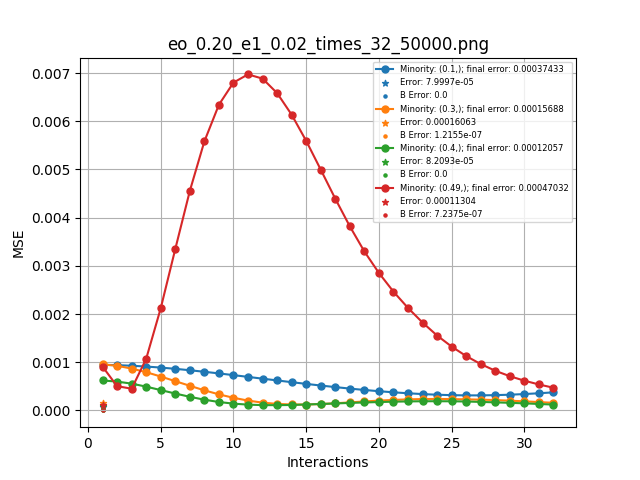 eo_0.20_e1_0.02_times_32_50000.png
0.007
0.006
0.005
0.004
0.003
0.002
0.001
0.000
MSE
Minority: (0.1,); final error: 0.00037433
Error: 7.9997e-05
B Error: 0.0
Minority: (0.3,); final error: 0.00015688
Error: 0.00016063
B Error: 1.2155e-07
Minority: (0.4,); final error: 0.00012057
Error: 8.2093e-05
B Error: 0.0
Minority: (0.49,); final error: 0.00047032
Error: 0.00011304
B Error: 7.2375e-07
0 5 10 15 20 25 30
Interactions